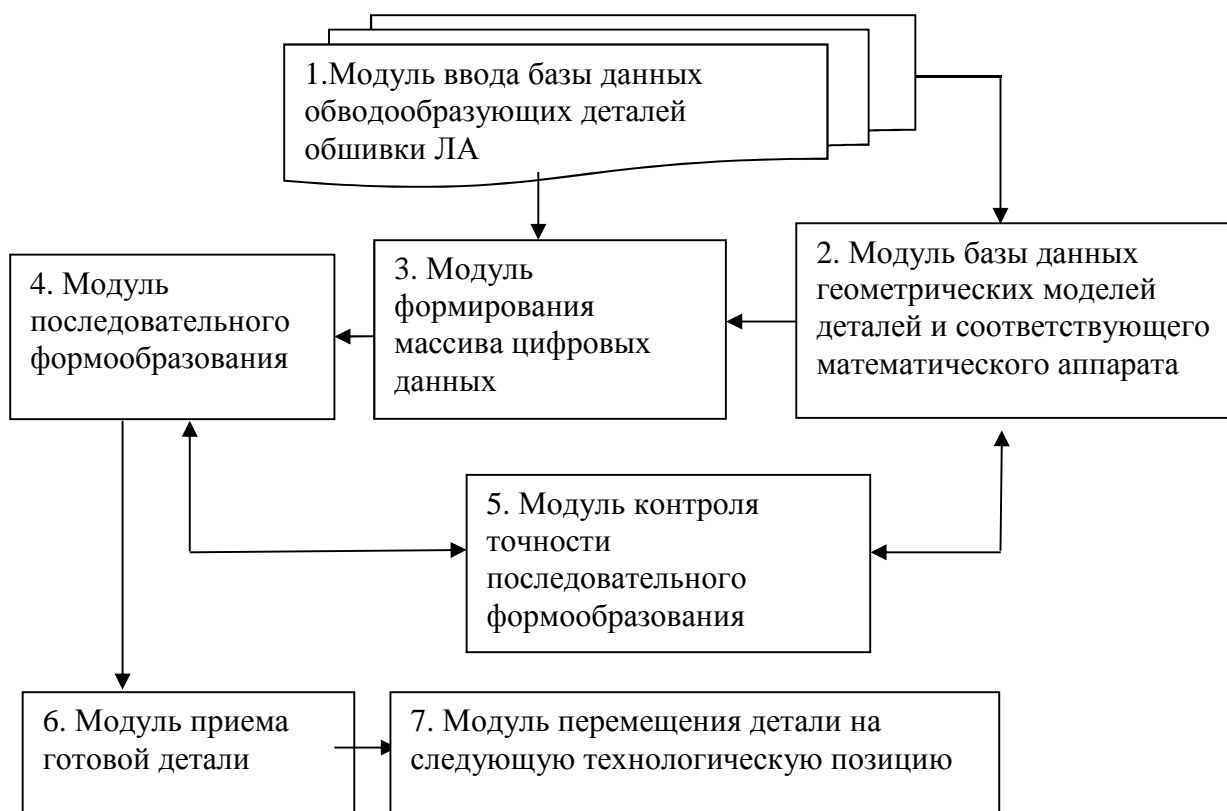 1.Модуль ввода базы данных
обводообразующих деталей
обшивки ЛА
2. Модуль базы данных
геометрических моделей
деталей и соответствующего
математического аппарата
3. Модуль
формирования
массива цифровых
данных
4. Модуль
последовательного
формообразования
5. Модуль контроля
точности
последовательного
формообразования
6. Модуль приема
готовой детали
7. Модуль перемещения детали на
следующую технологическую позицию